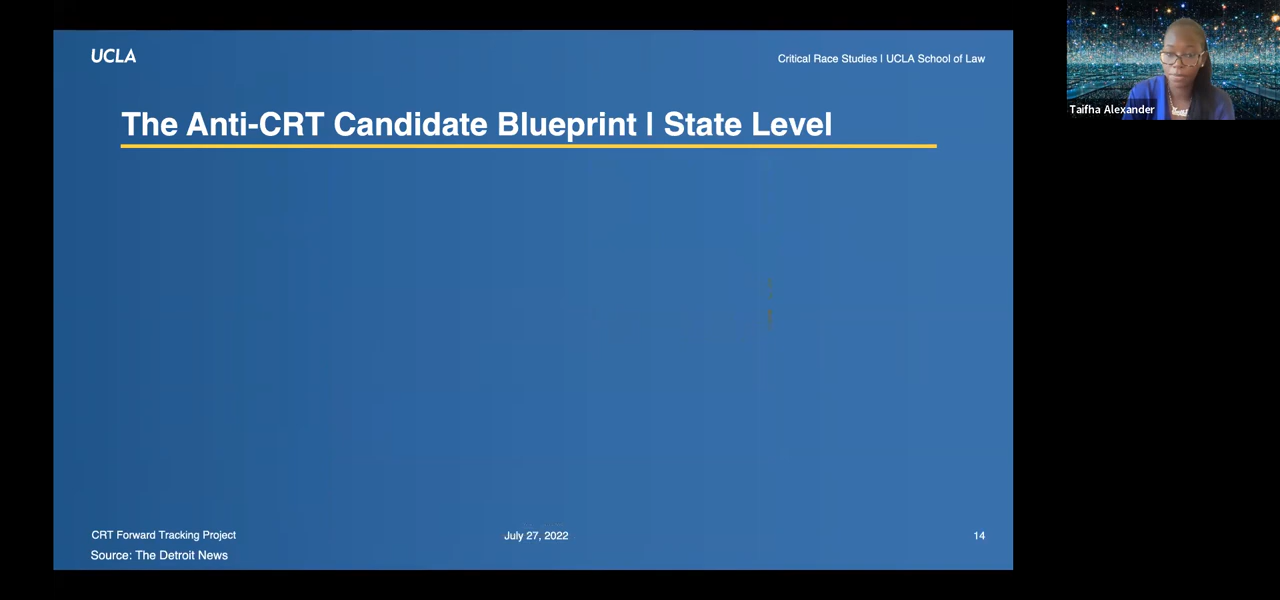 UCLA
Critical Race Studies | UCLA School of Law
Taifha Alexander
The Anti-CRT Candidate Blueprint | State Level
CRT Forward Tracking Project
July 27, 2022
14
Source: The Detroit News